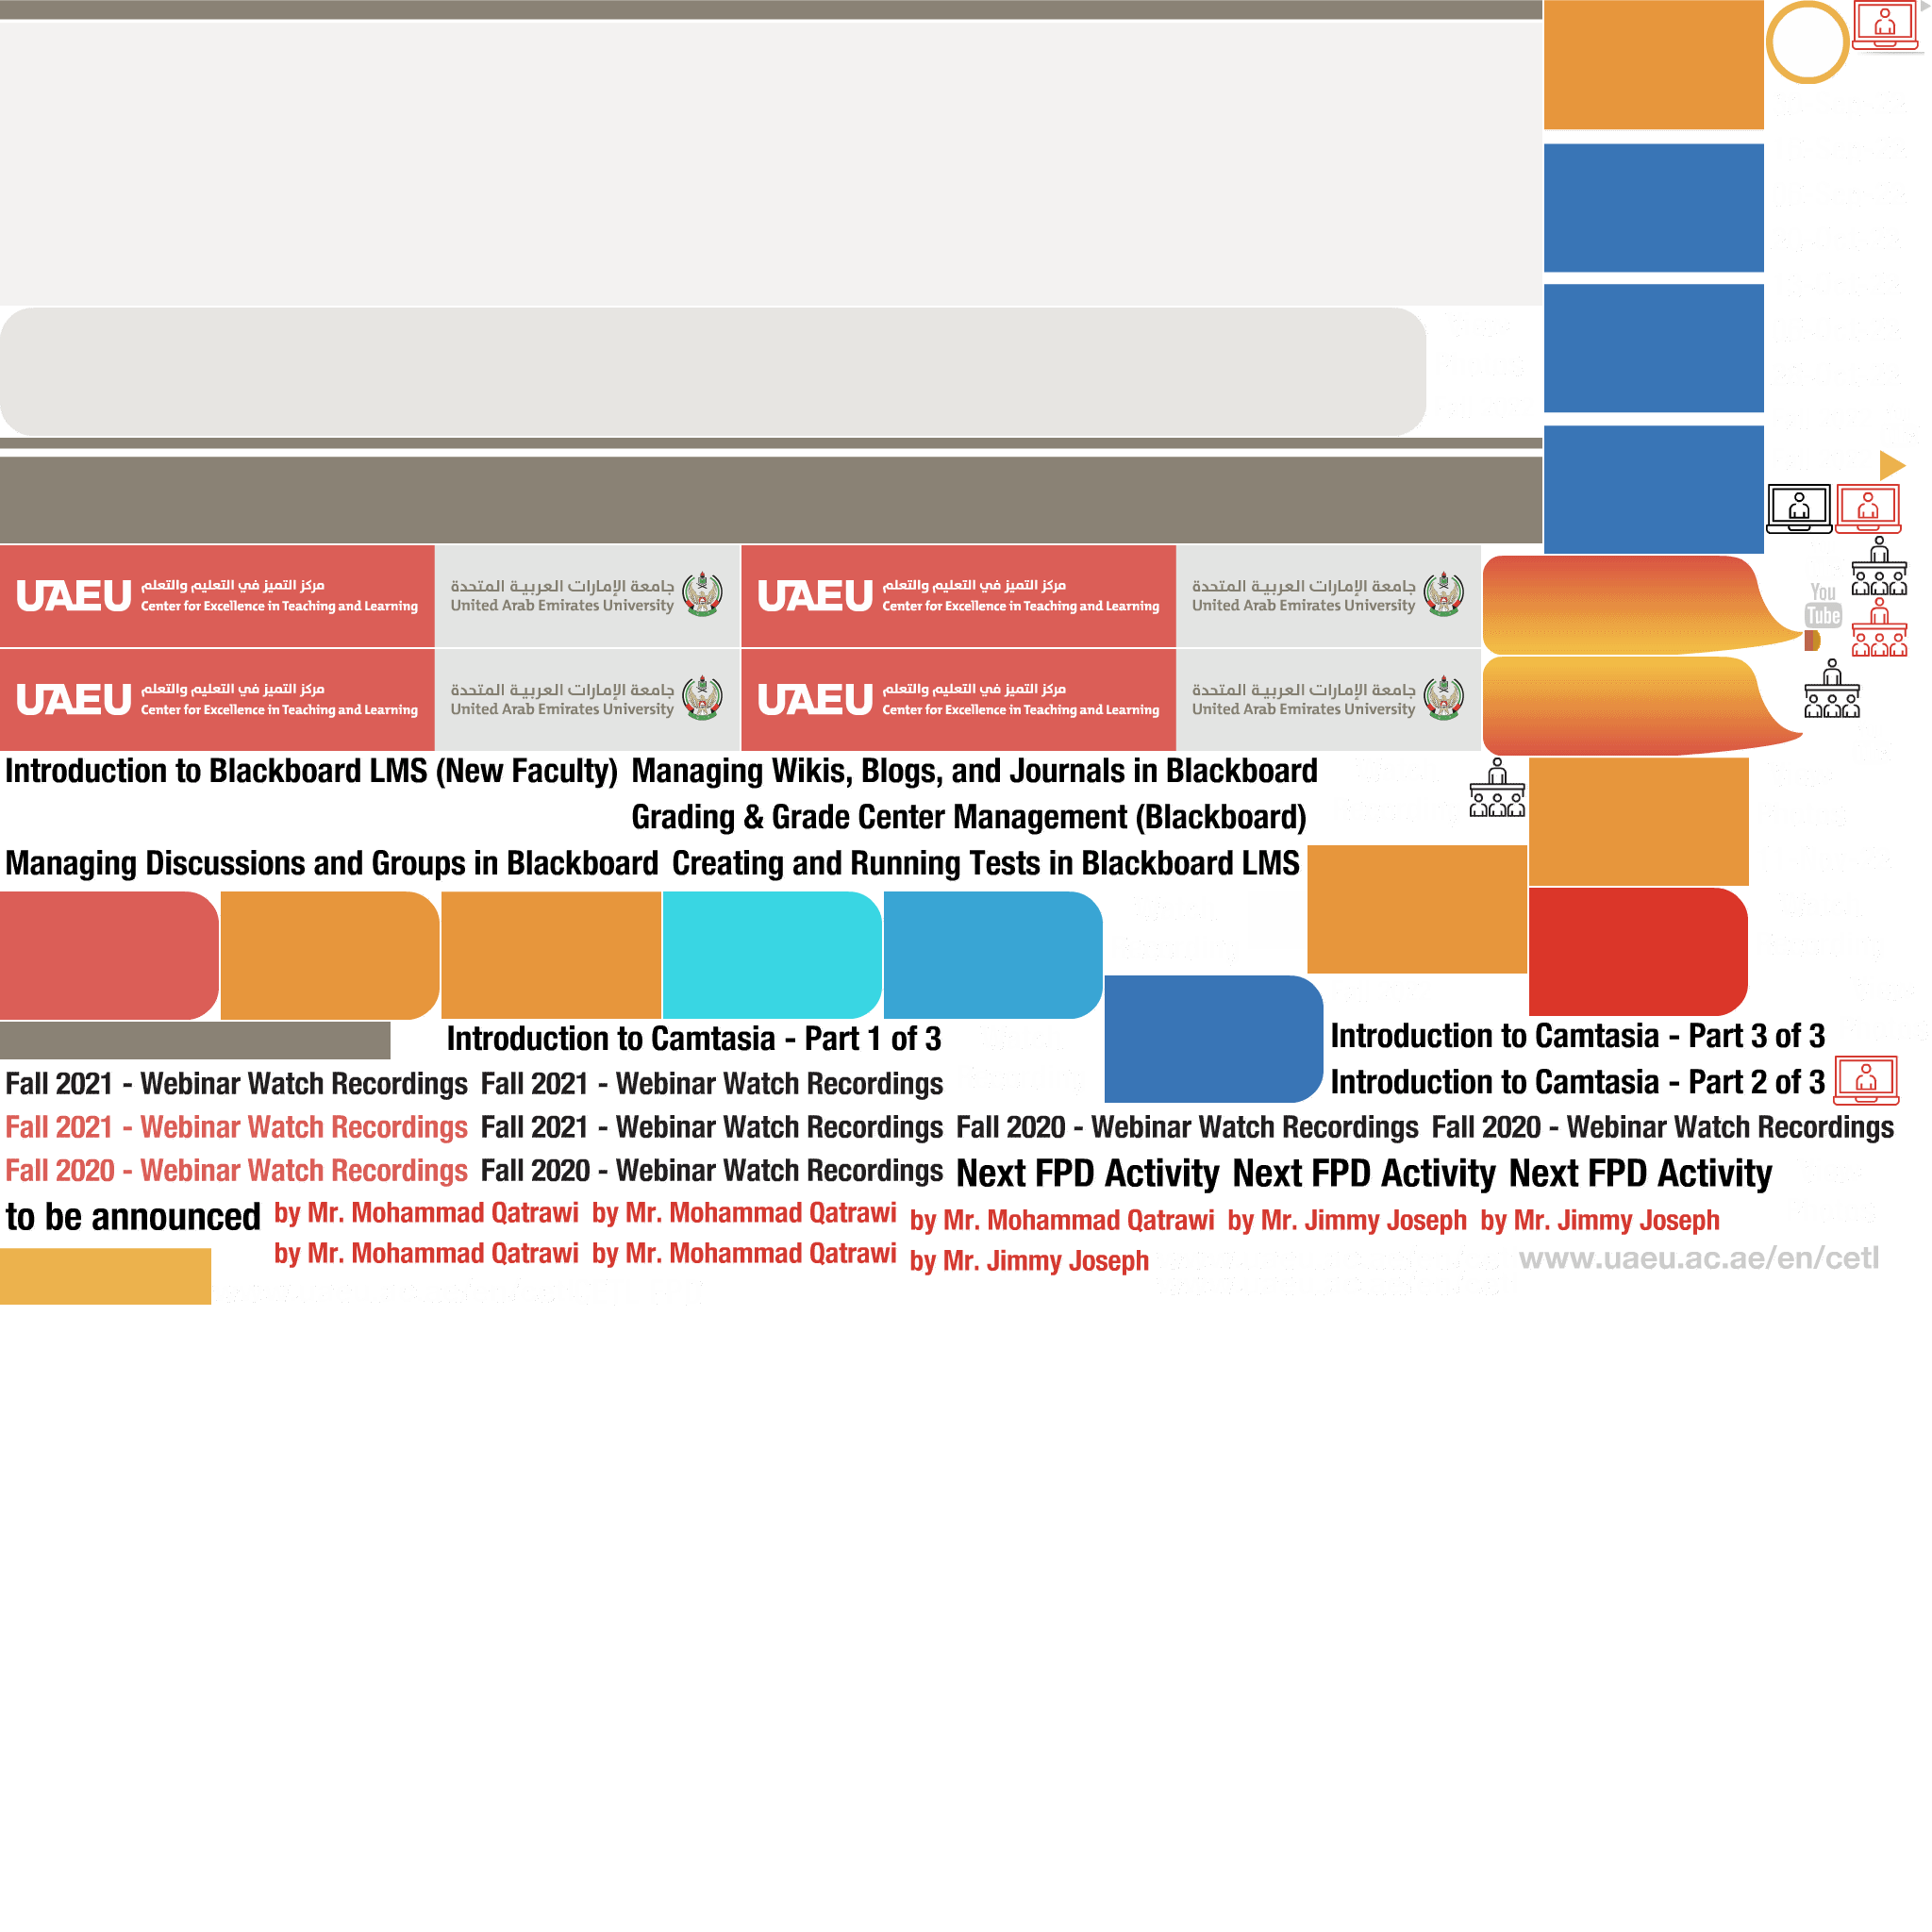 UAEU مركز التميز في التعليم والتعلم
Center for Excellence in Teaching and Learning
جامعة الإمارات العربية المتحدة
United Arab Emirates University
UAEU مركز التميز في التعليم والتعلم
Center for Excellence in Teaching and Learning
جامعة الإمارات العربية المتحدة
United Arab Emirates University
You
Tube
UAEU مركز التميز في التعليم والتعلم
Center for Excellence in Teaching and Learning
جامعة الإمارات العربية المتحدة
United Arab Emirates University
UAEU مركز التميز في التعليم والتعلم
Center for Excellence in Teaching and Learning
جامعة الإمارات العربية المتحدة
United Arab Emirates University
Introduction to Blackboard LMS (New Faculty)
Managing Wikis, Blogs, and Journals in Blackboard
Grading & Grade Center Management (Blackboard)
Managing Discussions and Groups in Blackboard
Creating and Running Tests in Blackboard LMS
Introduction to Camtasia - Part 1 of 3
Introduction to Camtasia - Part 3 of 3
Fall 2021 - Webinar Watch Recordings
Fall 2021 - Webinar Watch Recordings
Introduction to Camtasia - Part 2 of 3
Fall 2021 - Webinar Watch Recordings
Fall 2021 - Webinar Watch Recordings
Fall 2020 - Webinar Watch Recordings
Fall 2020 - Webinar Watch Recordings
Fall 2020 - Webinar Watch Recordings
Fall 2020 - Webinar Watch Recordings
Next FPD Activity
Next FPD Activity
Next FPD Activity
to be announced
by Mr. Mohammad Qatrawi
by Mr. Mohammad Qatrawi
by Mr. Mohammad Qatrawi
by Mr. Jimmy Joseph
by Mr. Jimmy Joseph
by Mr. Mohammad Qatrawi
by Mr. Mohammad Qatrawi
by Mr. Jimmy Joseph
www.uaeu.ac.ae/en/cetl